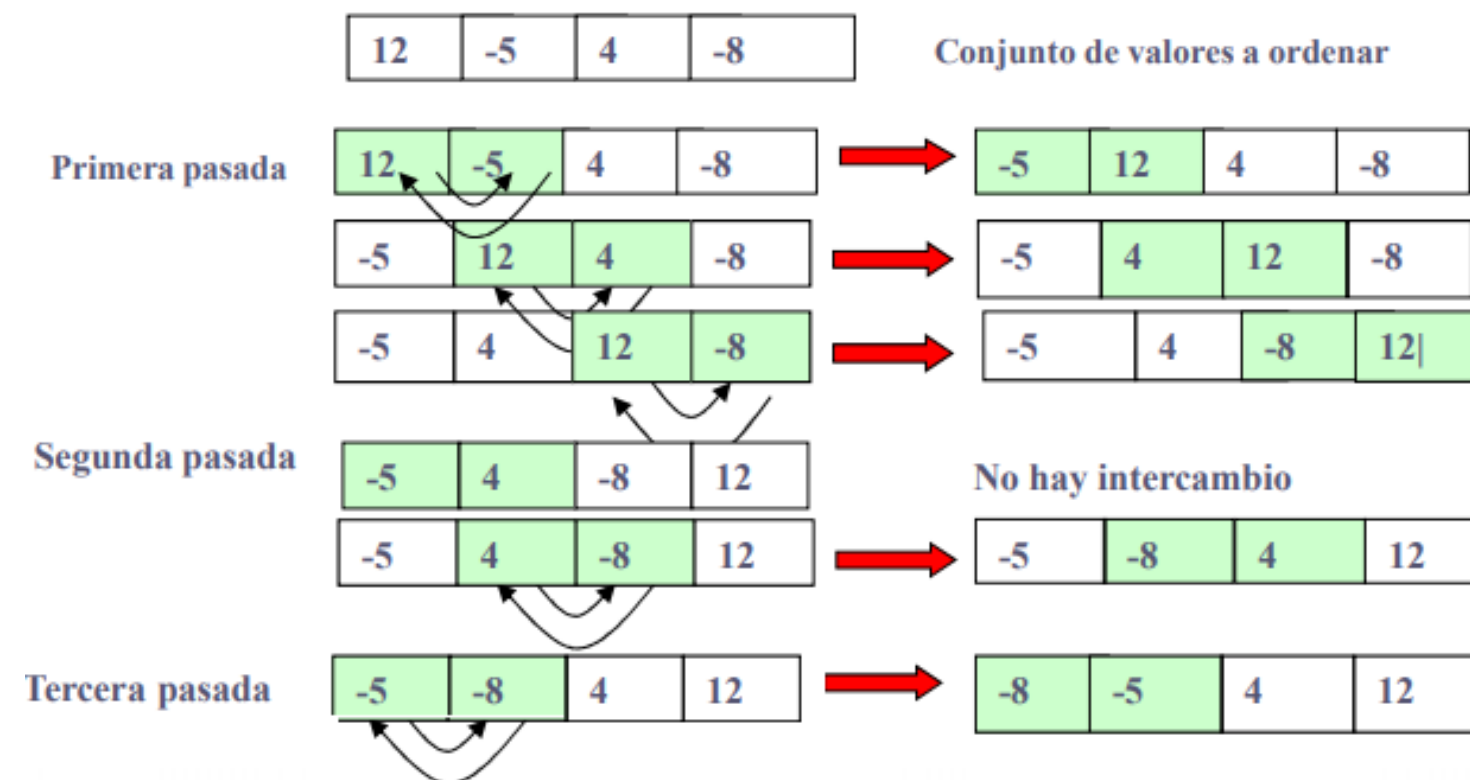 12 -5 4 -8 Conjunto de valores a ordenar
Primera pasada 12 -5 4 -8 -5 12 4 -8
-5 12 4 -8 -5 4 12 -8
-5 4 12 -8 -5 4 -8 12|
Segunda pasada -5 4 -8 12 No hay intercambio
-5 4 -8 12 -5 -8 4 12
Tercera pasada -5 -8 4 12 -8 -5 4 12